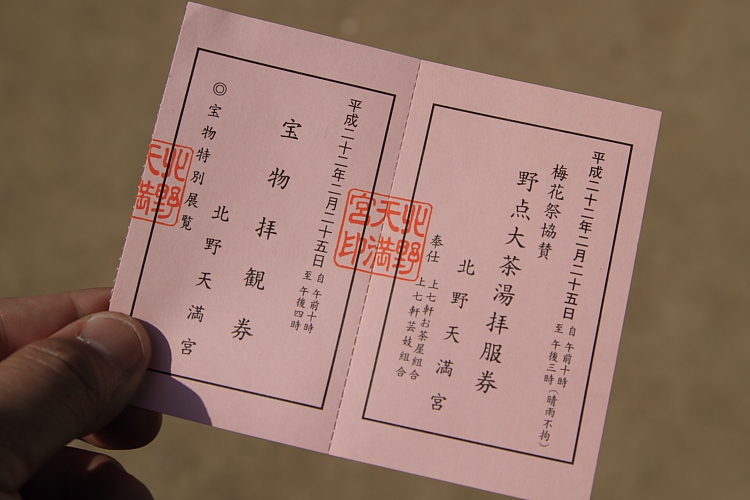 平成二十二年二月二十五日
自 午前十時
至 午後三時（晴雨不拘）
梅花祭協賛
野点大茶湯拝服券
北野天満宮
奉仕
上七軒お茶屋組合
上七軒芸妓組合
北野天満宮印
平成二十二年二月二十五日
自 午前十時
至 午後四時
宝物拝観券
北野天満宮
◎宝物特別展覧
北野
天満